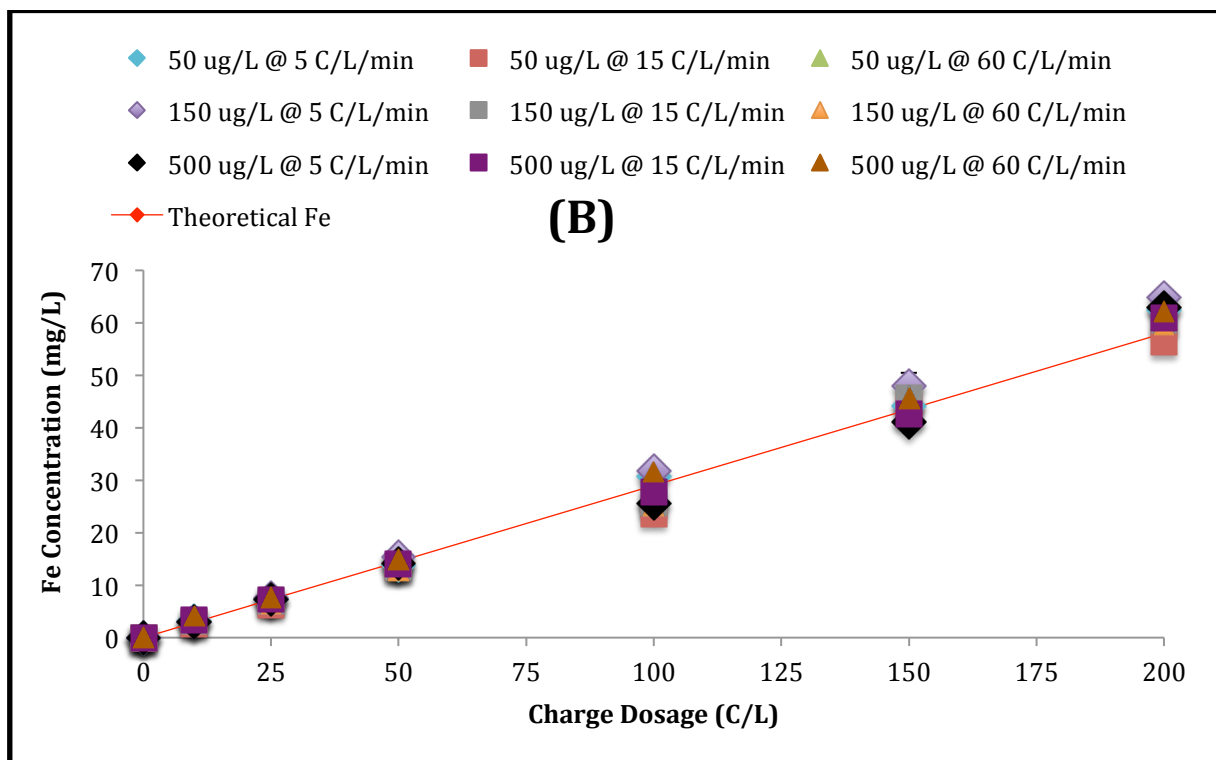 50 ug/L @ 5 C/L/min 50 ug/L @ 15 C/L/min 50 ug/L @ 60 C/L/min
150 ug/L @ 5 C/L/min 150 ug/L @ 15 C/L/min 150 ug/L @ 60 C/L/min
500 ug/L @ 5 C/L/min 500 ug/L @ 15 C/L/min 500 ug/L @ 60 C/L/min
Theoretical Fe
(B)
Fe Concentration (mg/L)
70
60
50
40
30
20
10
0
0 25 50 75 100 125 150 175 200
Charge Dosage (C/L)